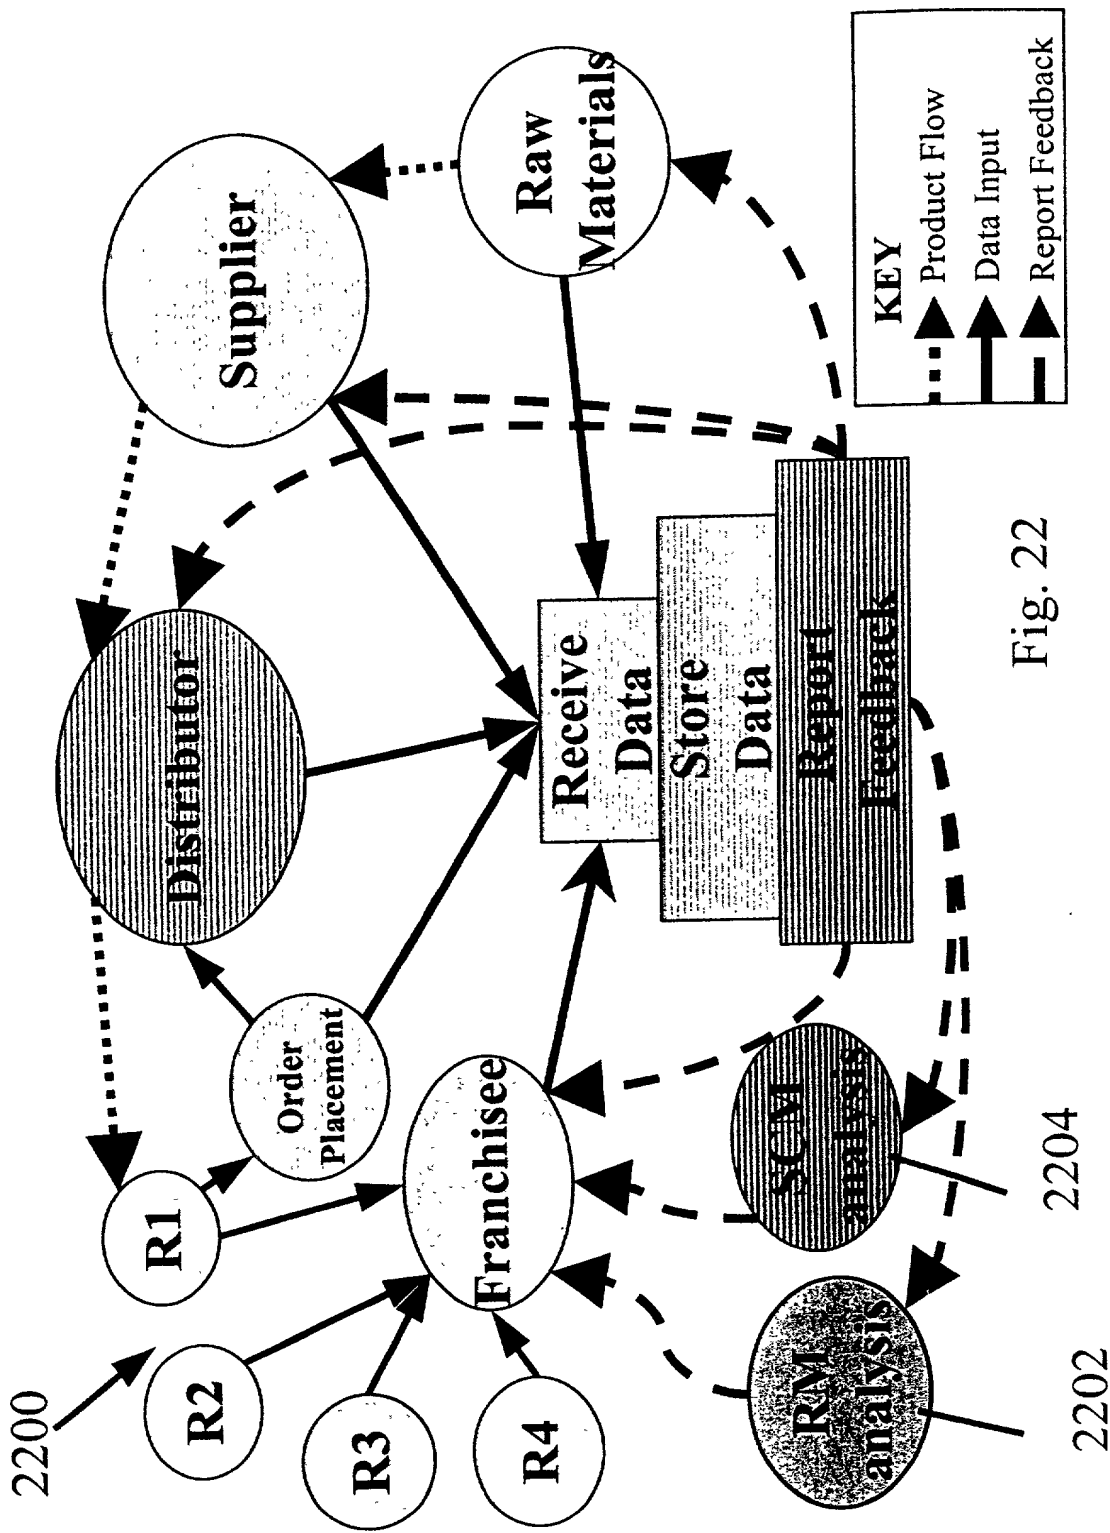 2200
R1
R2
R3
R4
Order
Placement
Distributor
Supplier
Raw
Materials
Franchisee
Receive
Data
Store
Data
Report
Feedback
SCM
analysis
RM
analysis
2202
2204
KEY
Product Flow
Data Input
Report Feedback
Fig. 22